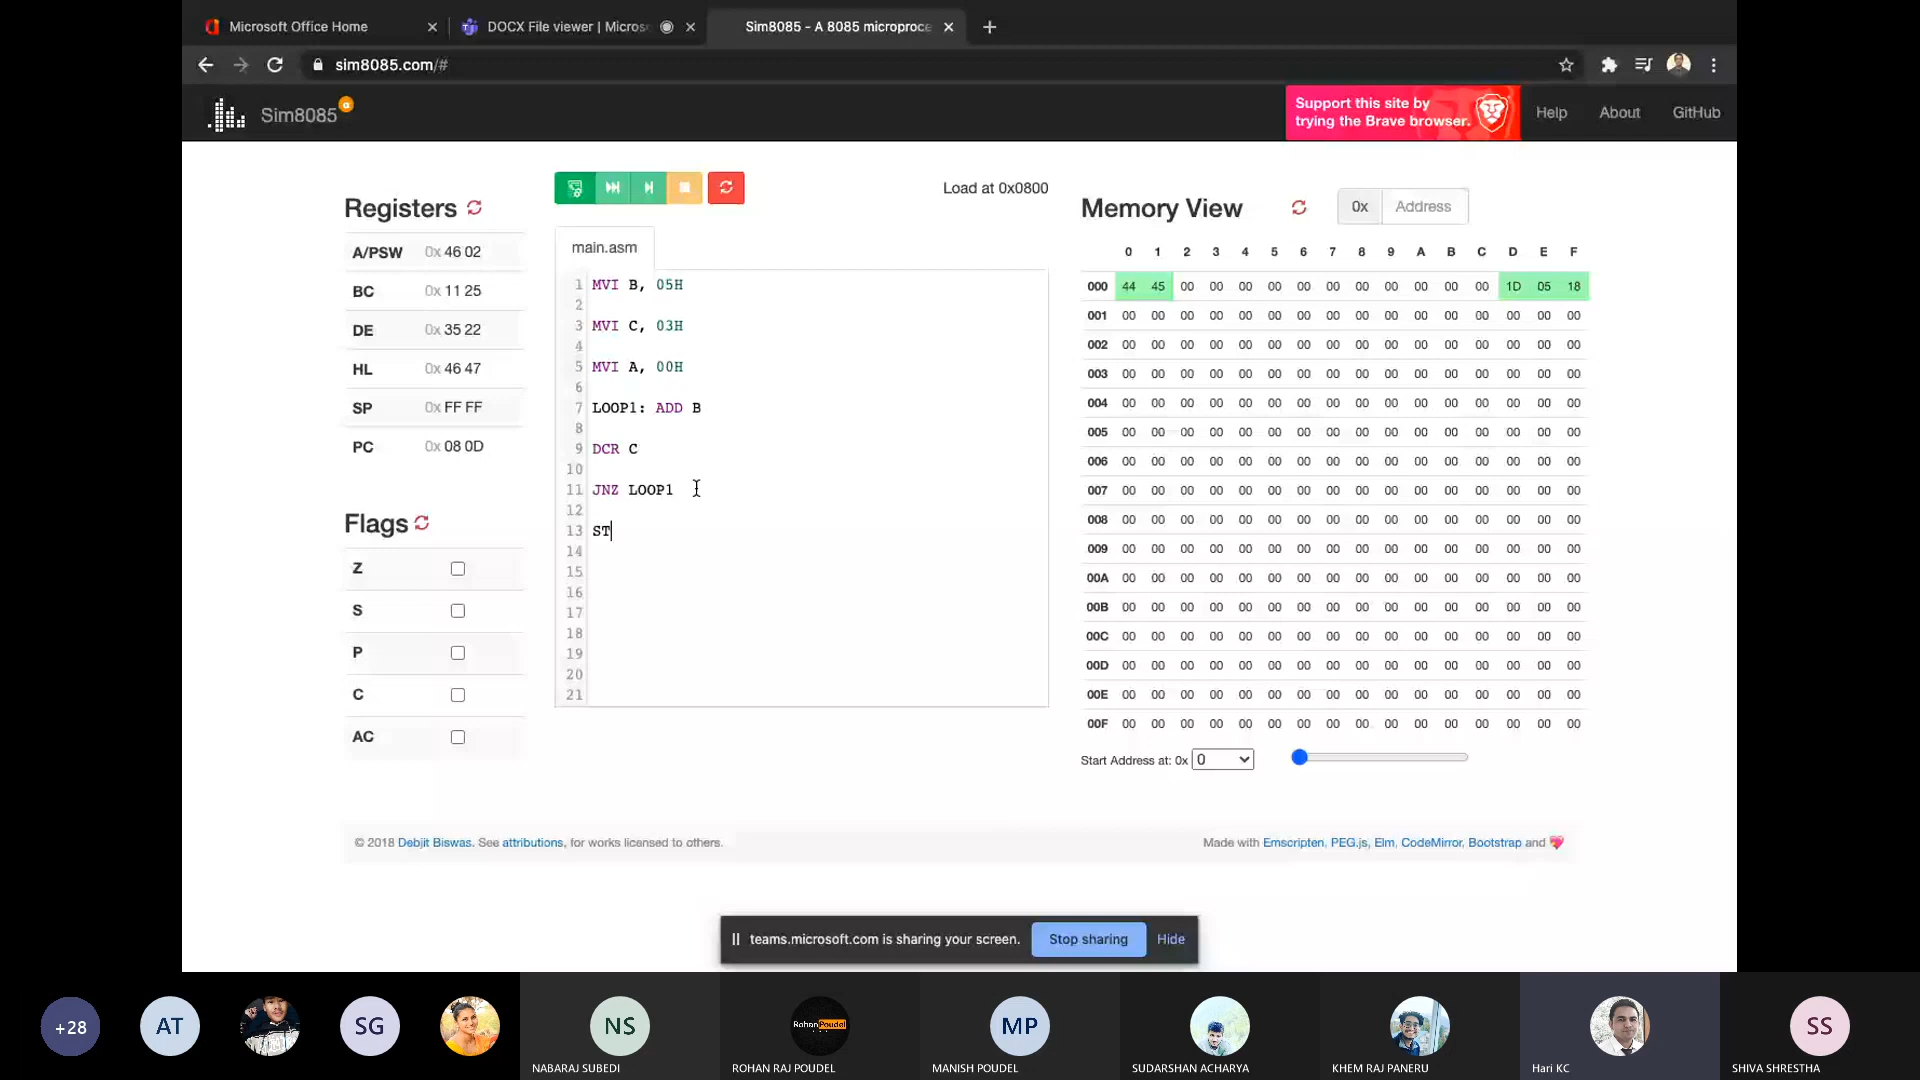 Microsoft Office Home
DOCX File viewer | Micros
Sim8085 - A 8085 microproce
sim8085.com/#
Sim8085 α
Support this site by
trying the Brave browser.
Help
About
GitHub
Registers
A/PSW 0x 46 02
BC 0x 11 25
DE 0x 35 22
HL 0x 46 47
SP 0x FF FF
PC 0x 08 0D
Flags
Z
S
P
C
AC
Load at 0x0800
main.asm
1 MVI B, 05H
2
3 MVI C, 03H
4
5 MVI A, 00H
6
7 LOOP1: ADD B
8
9 DCR C
10
11 JNZ LOOP1
12
13 ST
14
15
16
17
18
19
20
21
Memory View
0x Address
0 1 2 3 4 5 6 7 8 9 A B C D E F
000 44 45 00 00 00 00 00 00 00 00 00 00 00 1D 05 18
001 00 00 00 00 00 00 00 00 00 00 00 00 00 00 00 00
002 00 00 00 00 00 00 00 00 00 00 00 00 00 00 00 00
003 00 00 00 00 00 00 00 00 00 00 00 00 00 00 00 00
004 00 00 00 00 00 00 00 00 00 00 00 00 00 00 00 00
005 00 00 00 00 00 00 00 00 00 00 00 00 00 00 00 00
006 00 00 00 00 00 00 00 00 00 00 00 00 00 00 00 00
007 00 00 00 00 00 00 00 00 00 00 00 00 00 00 00 00
008 00 00 00 00 00 00 00 00 00 00 00 00 00 00 00 00
009 00 00 00 00 00 00 00 00 00 00 00 00 00 00 00 00
00A 00 00 00 00 00 00 00 00 00 00 00 00 00 00 00 00
00B 00 00 00 00 00 00 00 00 00 00 00 00 00 00 00 00
00C 00 00 00 00 00 00 00 00 00 00 00 00 00 00 00 00
00D 00 00 00 00 00 00 00 00 00 00 00 00 00 00 00 00
00E 00 00 00 00 00 00 00 00 00 00 00 00 00 00 00 00
00F 00 00 00 00 00 00 00 00 00 00 00 00 00 00 00 00
Start Address at: 0x 0
© 2018 Debjit Biswas. See attributions, for works licensed to others.
Made with Emscripten, PEG.js, Elm, CodeMirror, Bootstrap and 💖
teams.microsoft.com is sharing your screen.
Stop sharing
Hide
+28
AT
SG
NS
NABARAJ SUBEDI
RohanPoudel
ROHAN RAJ POUDEL
MP
MANISH POUDEL
SUDARSHAN ACHARYA
KHEM RAJ PANERU
Hari KC
SS
SHIVA SHRESTHA